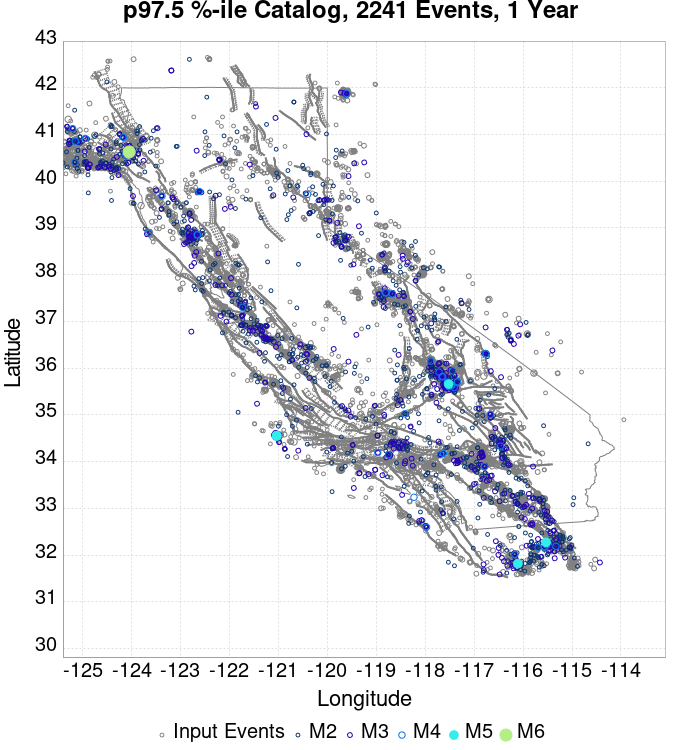 p97.5 %-ile Catalog, 2241 Events, 1 Year
43
42
41
40
39
38
37
36
35
34
33
32
31
30
Latitude
-125 -124 -123 -122 -121 -120 -119 -118 -117 -116 -115 -114
Longitude
Input Events M2 M3 M4 M5 M6